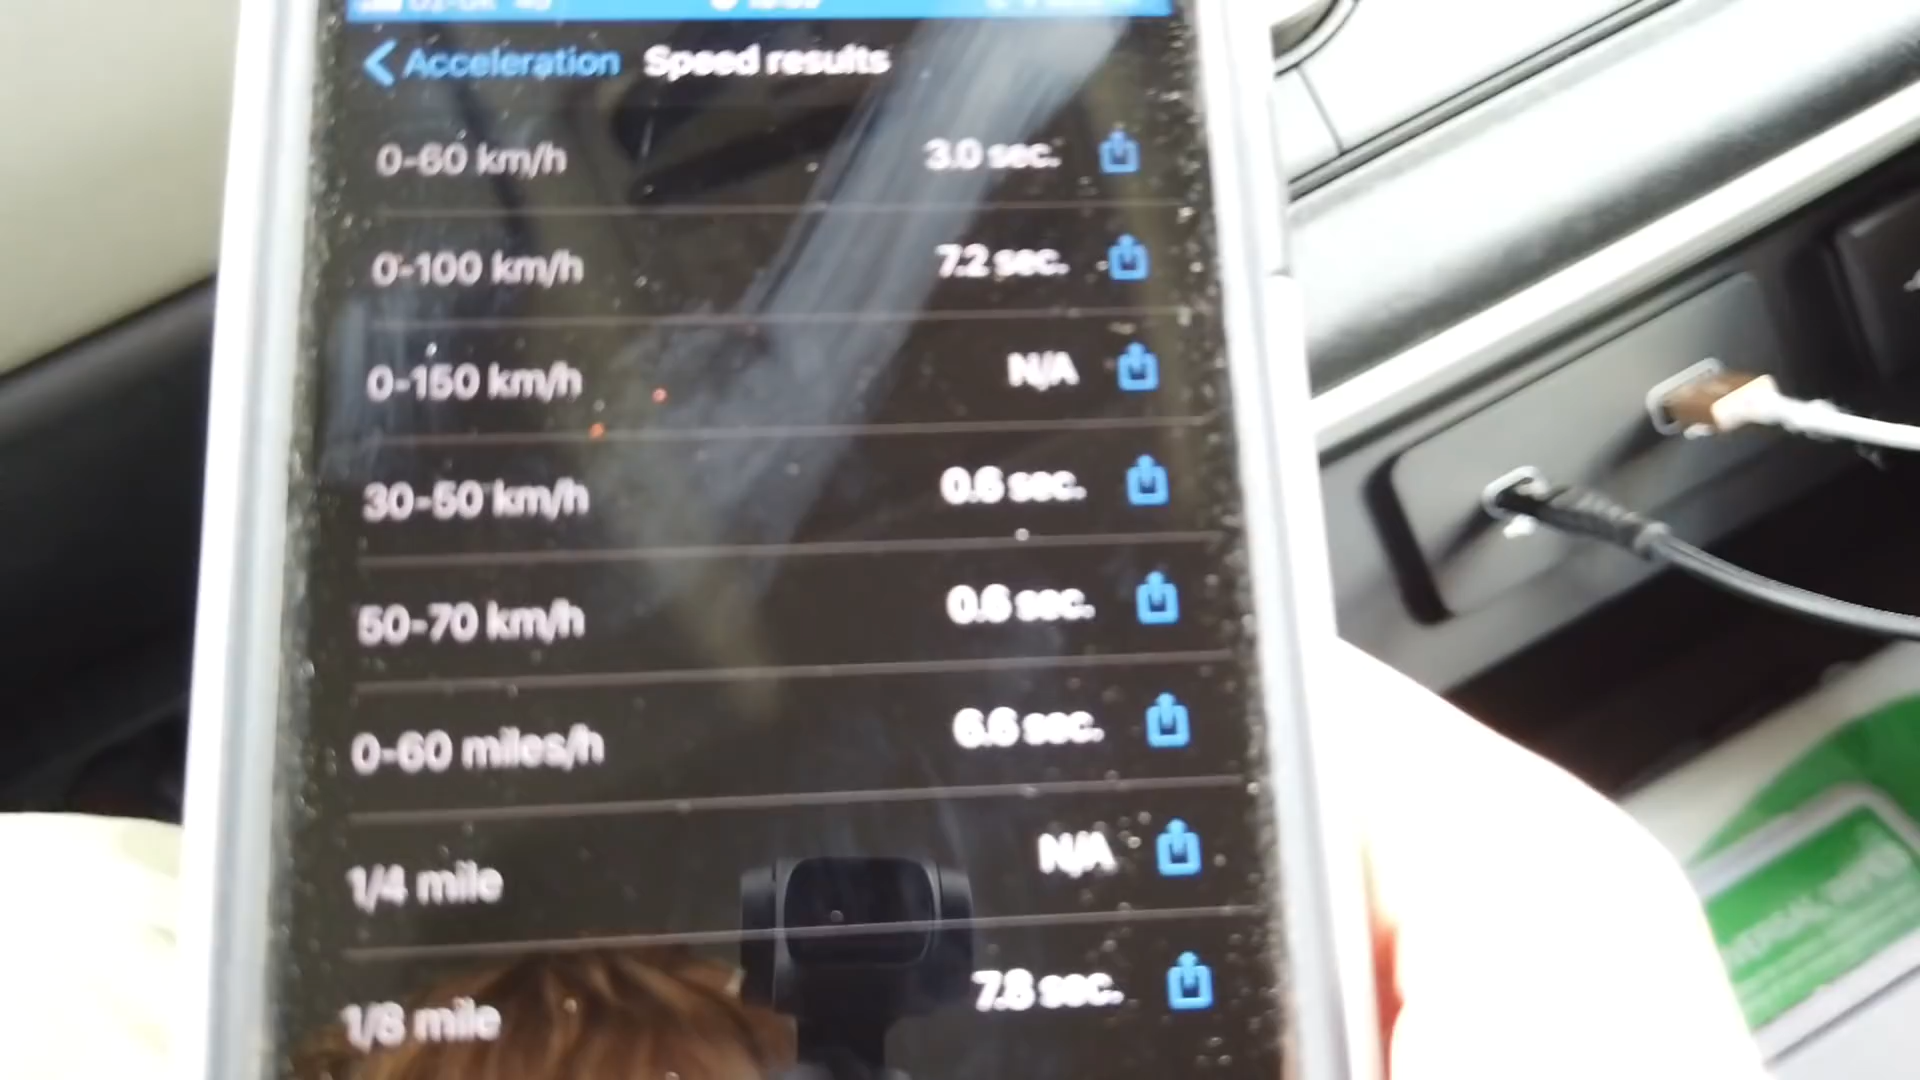 Acceleration Speed results
0-60 km/h 3.0 sec.
0-100 km/h 7.2 sec.
0-150 km/h N/A
30-50 km/h 0.6 sec.
50-70 km/h 0.6 sec.
0-60 miles/h 6.6 sec.
1/4 mile N/A
1/8 mile 7.8 sec.